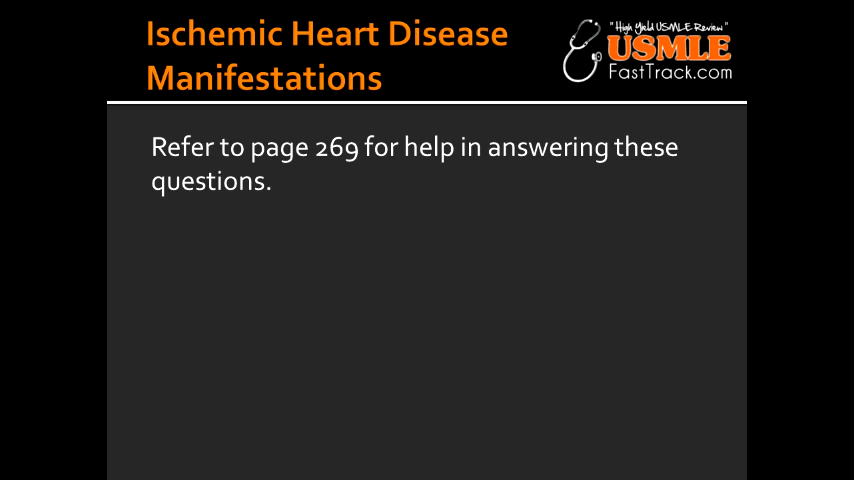 Ischemic Heart Disease
Manifestations
"High Yield USMLE Review"
USMLE
FastTrack.com
Refer to page 269 for help in answering these
questions.